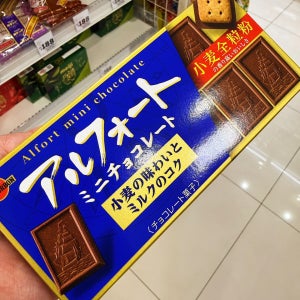 Alfort mini chocolate
アルフォート
ミニチョコレート
小麦の味わいと
ミルクのコク
(チョコレート菓子)
小麦全粒粉
188